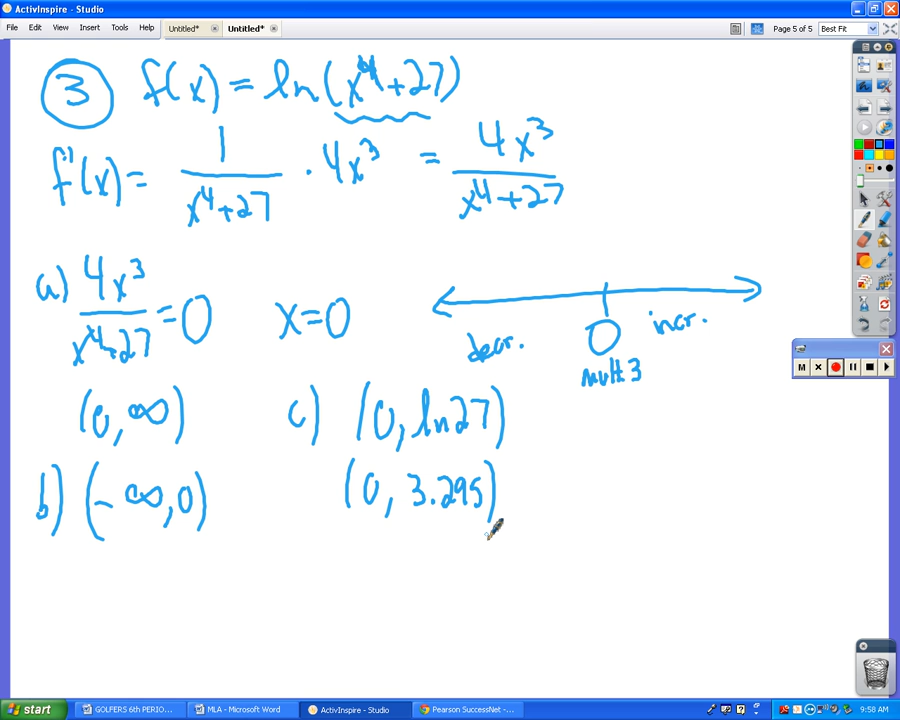 ActivInspire - Studio
File Edit View Insert Tools Help
Untitled* Untitled*
Page 5 of 5 Best Fit
3 f(x) = ln(x⁴+27)
f'(x) = 1/(x⁴+27) · 4x³ = 4x³/(x⁴+27)
a) 4x³/(x⁴+27) = 0 x=0
decr. 0 incr.
mult 3
(0, ∞) c) (0, ln27)
b) (-∞, 0) (0, 3.295)
M
start GOLFERS 6th PERIO... MLA - Microsoft Word ActivInspire - Studio Pearson SuccessNet - ... 9:58 AM